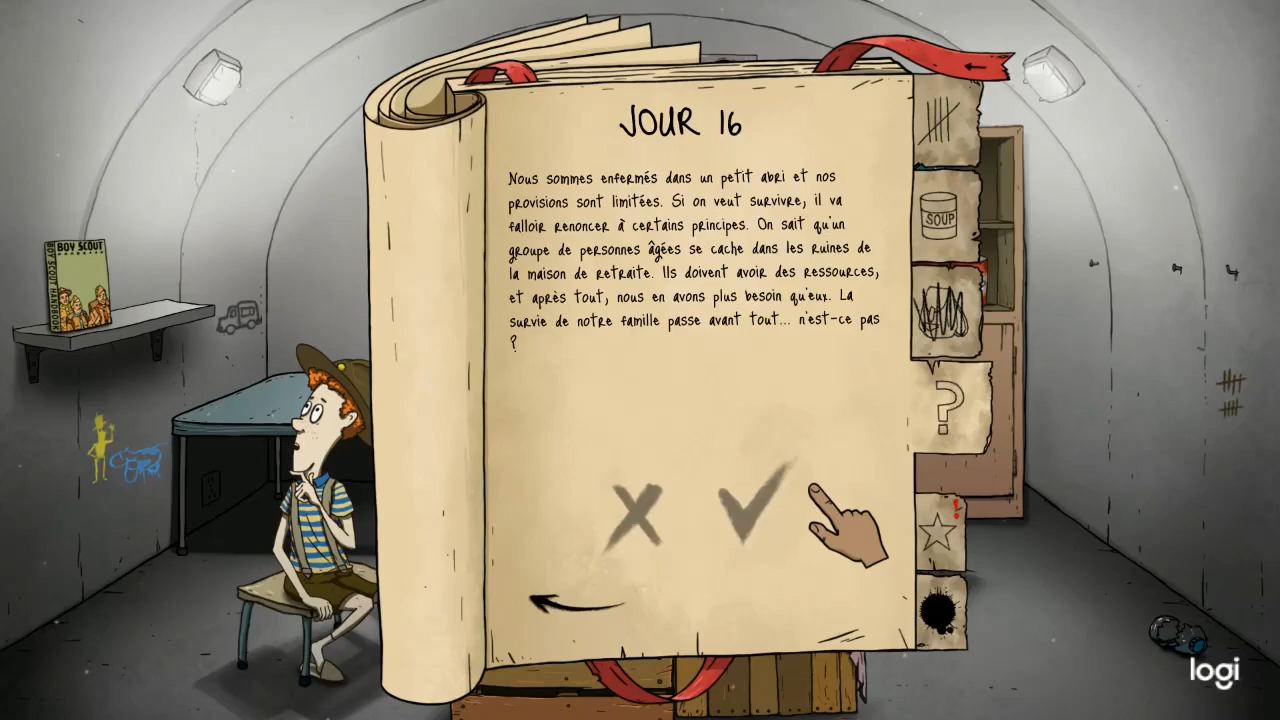 JOUR 16
Nous sommes enfermés dans un petit abri et nos
provisions sont limitées. Si on veut survivre, il va
falloir renoncer à certains principes. On sait qu'un
groupe de personnes âgées se cache dans les ruines de
la maison de retraite. Ils doivent avoir des ressources,
et après tout, nous en avons plus besoin qu'eux. La
survie de notre famille passe avant tout... n'est-ce pas
?
SOUP
?
!
BOY SCOUT
BOY SCOUT HANDBOOK
logi